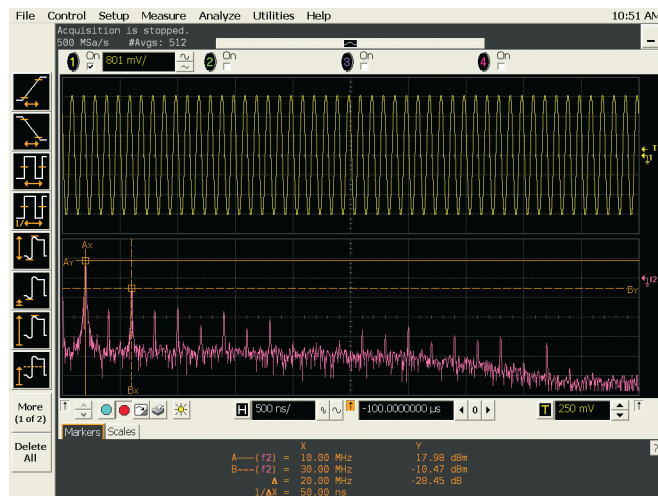 File Control Setup Measure Analyze Utilities Help 10:51 AM
Acquisition is stopped.
500 MSa/s #Avgs: 512
1 On 801 mV/ 2 On 3 On 4 On
T
1
Ax
Ay
By
f2
Bx
More
(1 of 2)
Delete
All
H 500 ns/ -100.0000000 µs 0 T 250 mV
Markers Scales
?
X Y
A——(f2) = 10.00 MHz 17.98 dBm
B---(f2) = 30.00 MHz -10.47 dBm
Δ = 20.00 MHz -28.45 dB
1/ΔX = 50.00 ns